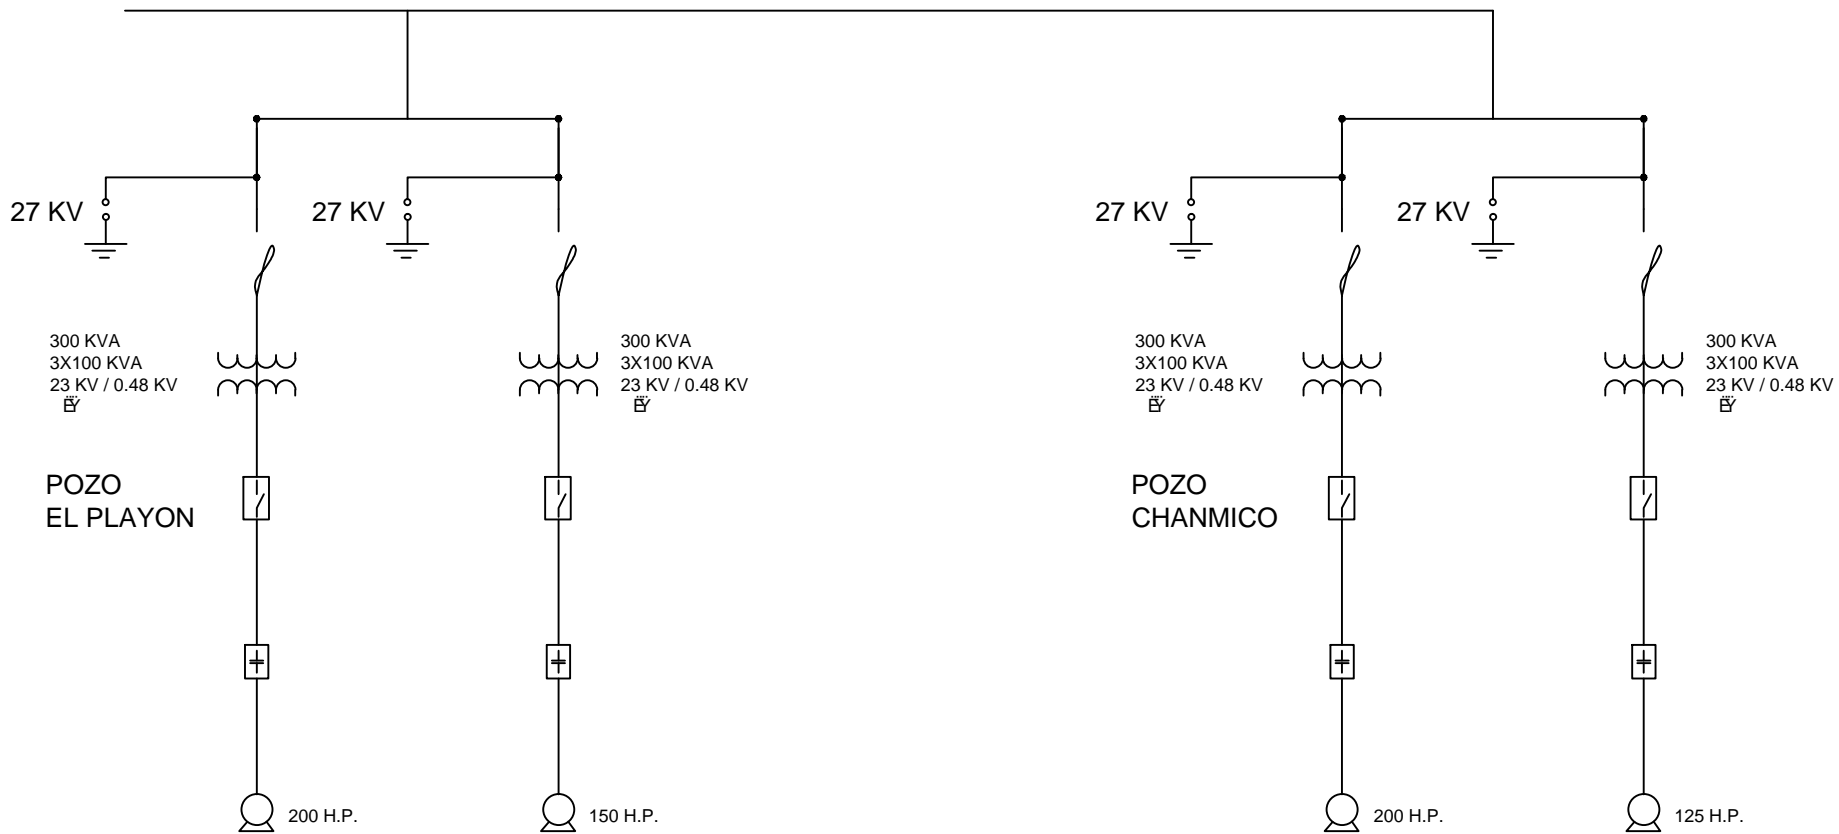 27 KV
27 KV
27 KV
27 KV
300 KVA
3X100 KVA
23 KV / 0.48 KV
300 KVA
3X100 KVA
23 KV / 0.48 KV
300 KVA
3X100 KVA
23 KV / 0.48 KV
300 KVA
3X100 KVA
23 KV / 0.48 KV
POZO
EL PLAYON
POZO
CHANMICO
200 H.P.
150 H.P.
200 H.P.
125 H.P.